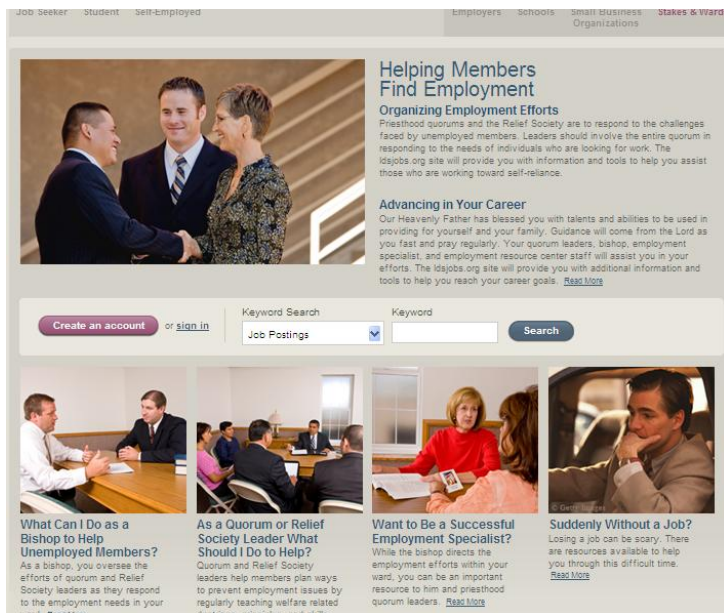 Job Seeker Student Self-Employed
Employers Schools Small Business Stakes & Ward
Organizations
Helping Members
Find Employment
Organizing Employment Efforts
Priesthood quorums and the Relief Society are to respond to the challenges
faced by unemployed members. Leaders should involve the entire quorum in
responding to the needs of individuals who are looking for work. The
ldsjobs.org site will provide you with information and tools to help you assist
those who are working toward self-reliance.
Advancing in Your Career
Our Heavenly Father has blessed you with talents and abilities to be used in
providing for yourself and your family. Guidance will come from the Lord as
you fast and pray regularly. Your quorum leaders, bishop, employment
specialist, and employment resource center staff will assist you in your
efforts. The ldsjobs.org site will provide you with additional information and
tools to help you reach your career goals. Read More
Create an account or sign in
Keyword Search Keyword
Job Postings
Search
© Getty Images
What Can I Do as a
Bishop to Help
Unemployed Members?
As a bishop, you oversee the
efforts of quorum and Relief
Society leaders as they respond
to the employment needs in your
As a Quorum or Relief
Society Leader What
Should I Do to Help?
Quorum and Relief Society
leaders help members plan ways
to prevent employment issues by
regularly teaching welfare related
Want to Be a Successful
Employment Specialist?
While the bishop directs the
employment efforts within your
ward, you can be an important
resource to him and priesthood
quorum leaders. Read More
Suddenly Without a Job?
Losing a job can be scary. There
are resources available to help
you through this difficult time.
Read More